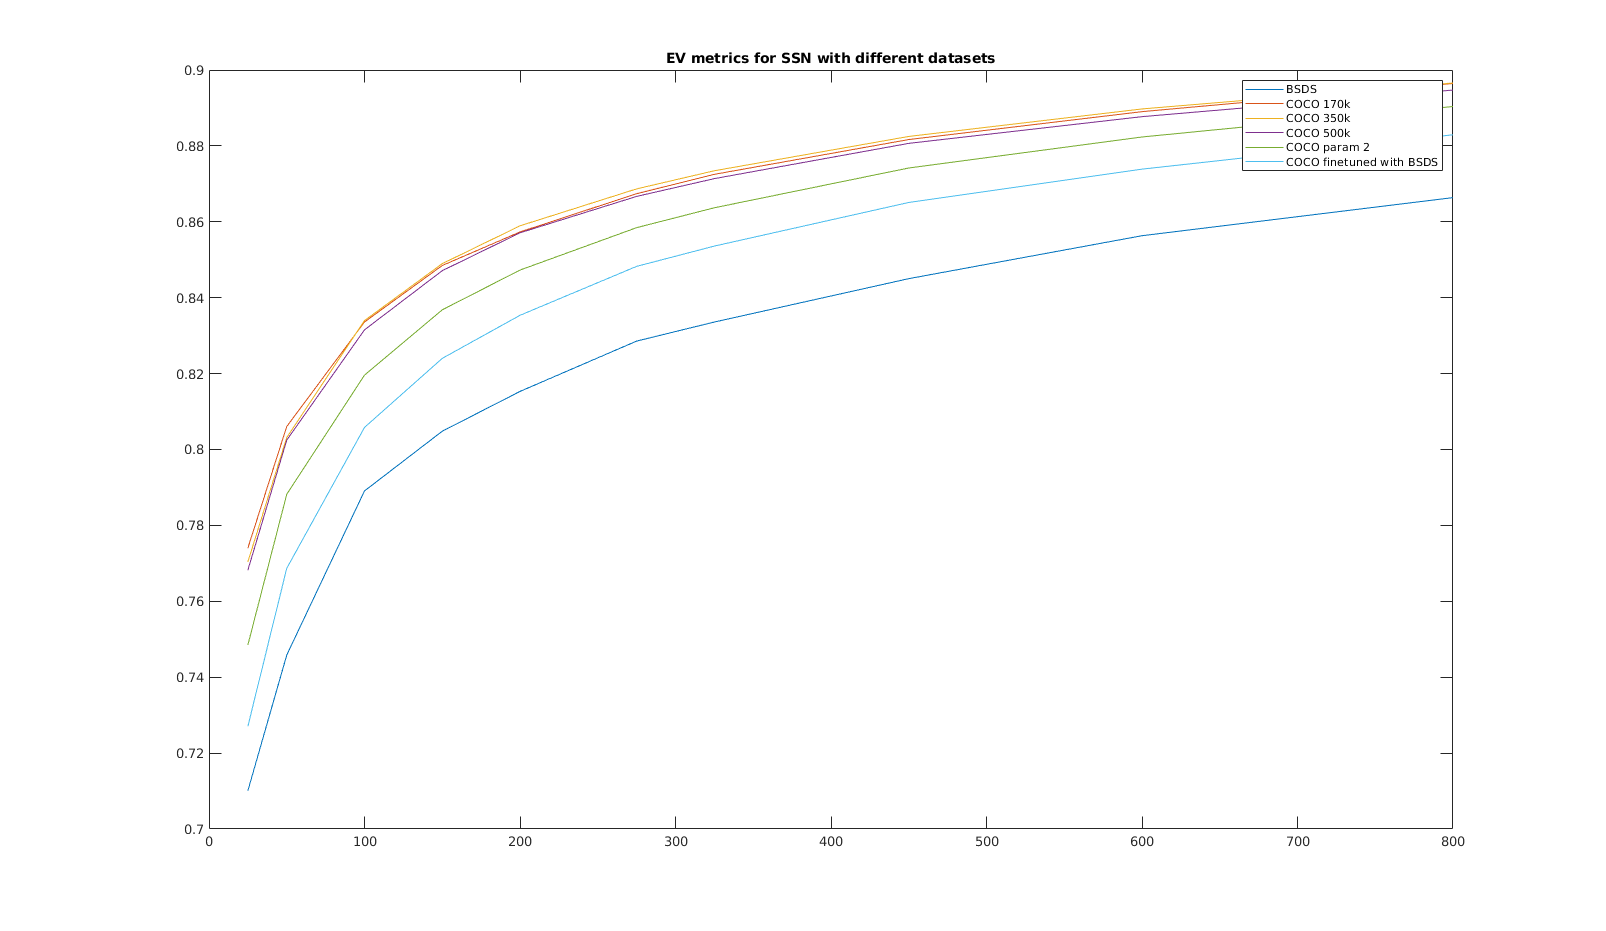 EV metrics for SSN with different datasets
0.9
0.88
0.86
0.84
0.82
0.8
0.78
0.76
0.74
0.72
0.7
0 100 200 300 400 500 600 700 800
BSDS
COCO 170k
COCO 350k
COCO 500k
COCO param 2
COCO finetuned with BSDS